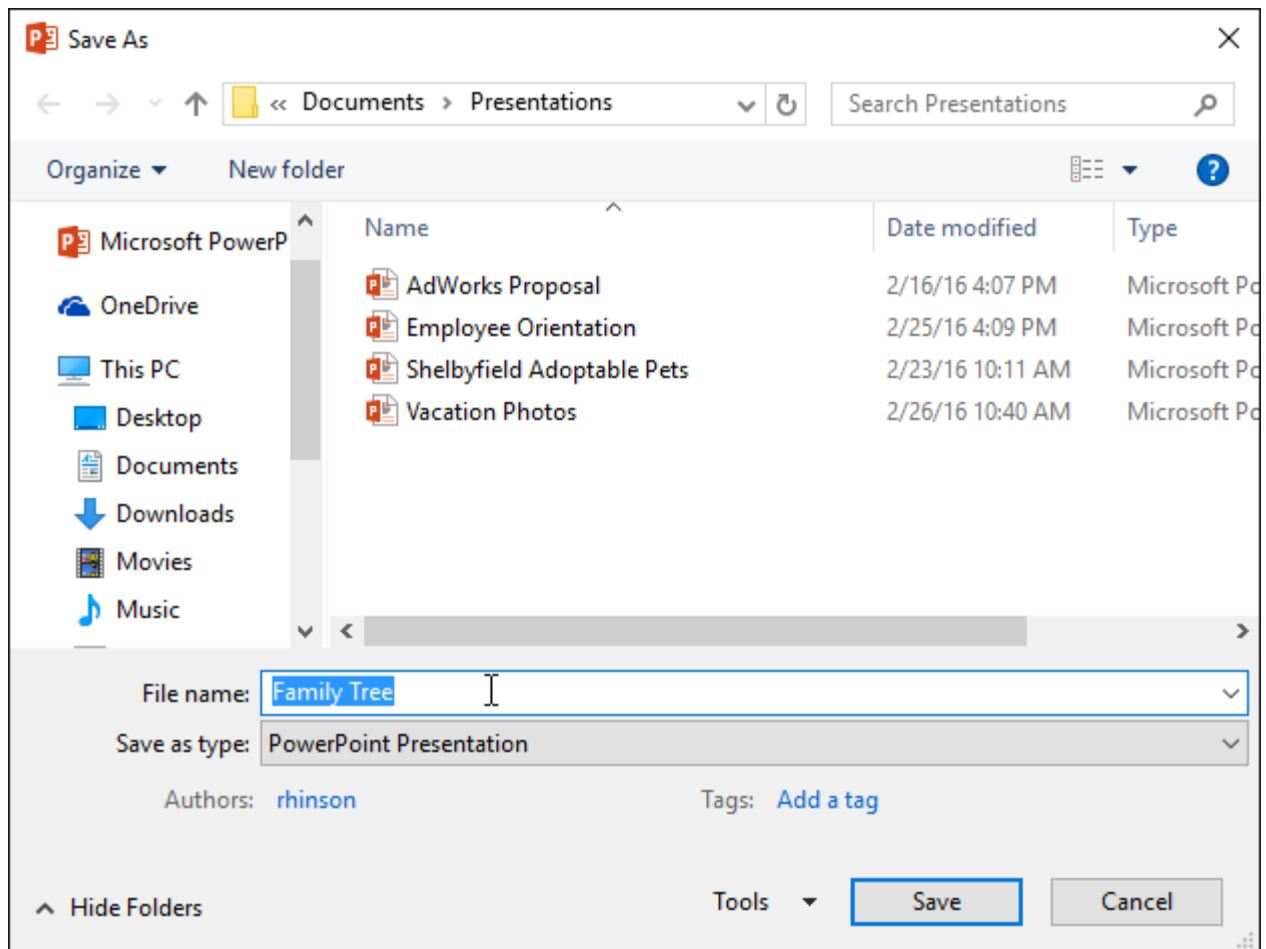 Save As
« Documents › Presentations
Search Presentations
Organize
New folder
Name
Date modified
Type
Microsoft PowerP
OneDrive
This PC
Desktop
Documents
Downloads
Movies
Music
AdWorks Proposal 2/16/16 4:07 PM Microsoft Po
Employee Orientation 2/25/16 4:09 PM Microsoft Po
Shelbyfield Adoptable Pets 2/23/16 10:11 AM Microsoft Po
Vacation Photos 2/26/16 10:40 AM Microsoft Po
File name: Family Tree
Save as type: PowerPoint Presentation
Authors: rhinson
Tags: Add a tag
Hide Folders
Tools
Save
Cancel